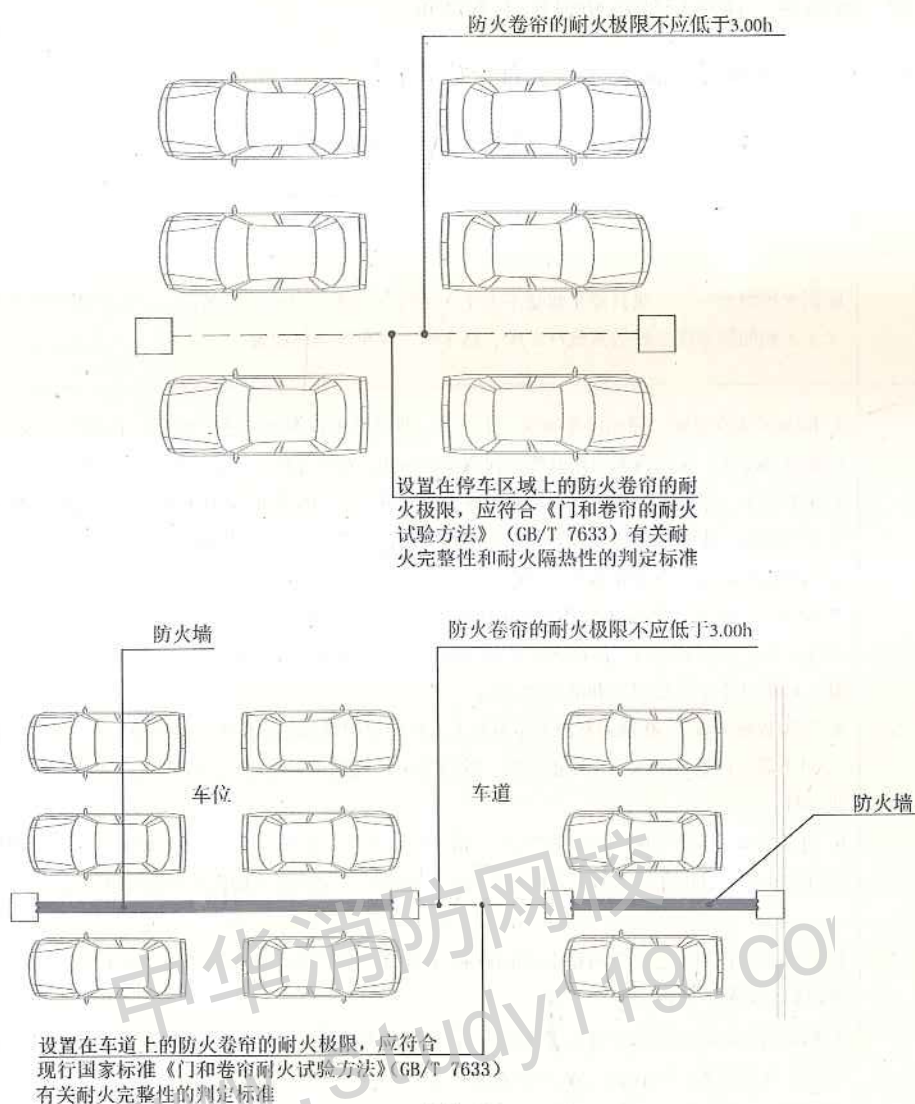 防火卷帘的耐火极限不应低于3.00h
设置在停车区域上的防火卷帘的耐
火极限，应符合《门和卷帘的耐火
试验方法》（GB/T 7633）有关耐
火完整性和耐火隔热性的判定标准
防火墙
防火卷帘的耐火极限不应低于3.00h
车位
车道
防火墙
中华消防网校
www.study119.com
设置在车道上的防火卷帘的耐火极限，应符合
现行国家标准《门和卷帘耐火试验方法》（GB/T 7633）
有关耐火完整性的判定标准